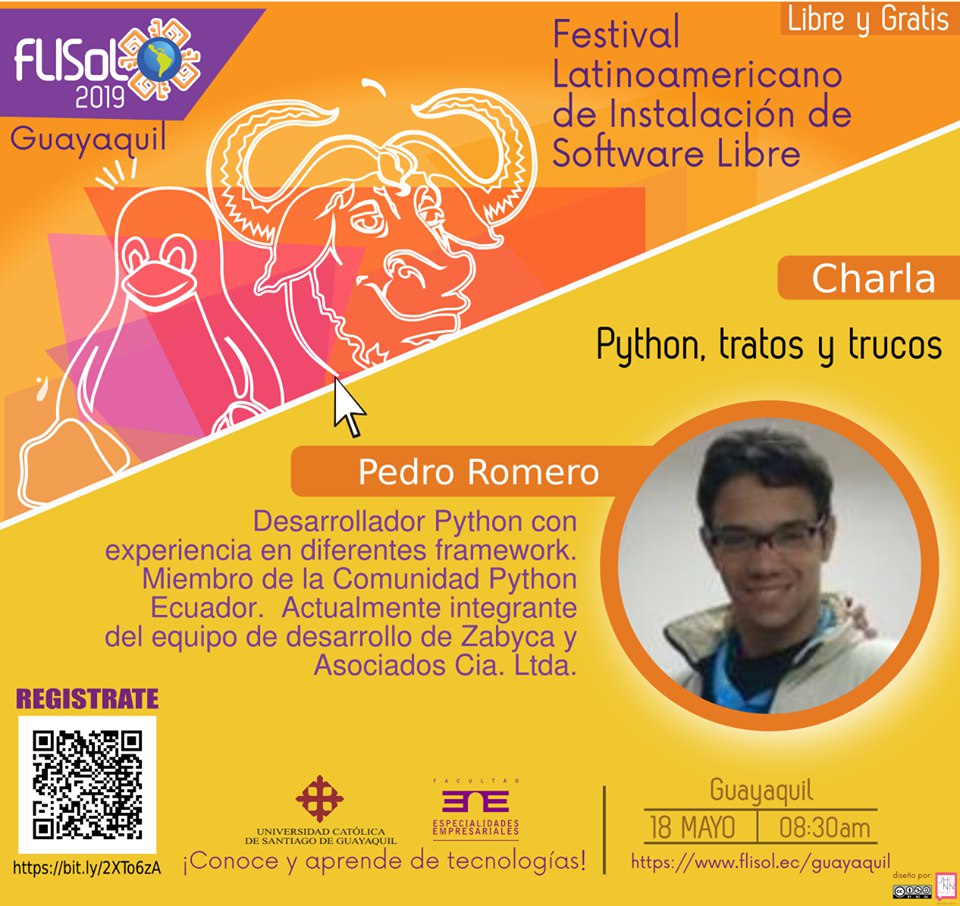 FLISol
2019
Guayaquil
Libre y Gratis
Festival
Latinoamericano
de Instalación de
Software Libre
Charla
Python, tratos y trucos
Pedro Romero
Desarrollador Python con
experiencia en diferentes framework.
Miembro de la Comunidad Python
Ecuador. Actualmente integrante
del equipo de desarrollo de Zabyca y
Asociados Cia. Ltda.
REGISTRATE
https://bit.ly/2XTo6zA
UNIVERSIDAD CATÓLICA
DE SANTIAGO DE GUAYAQUIL
FACULTAD
ESPECIALIDADES
EMPRESARIALES
¡Conoce y aprende de tecnologías!
Guayaquil
18 MAYO
08:30am
https://www.flisol.ec/guayaquil
diseño por: